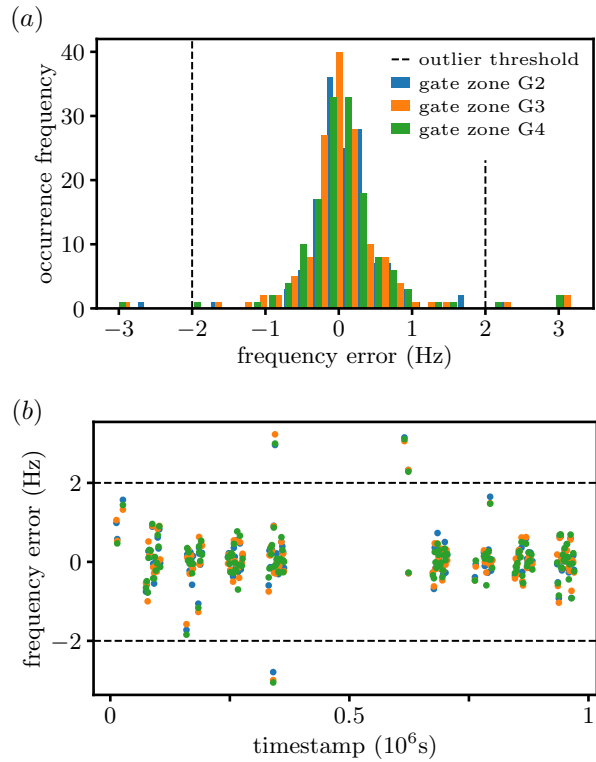 (a)
40
30
20
10
0
occurrence frequency
outlier threshold
gate zone G2
gate zone G3
gate zone G4
−3 −2 −1 0 1 2 3
frequency error (Hz)
(b)
2
0
−2
frequency error (Hz)
0 0.5 1
timestamp (10⁶s)